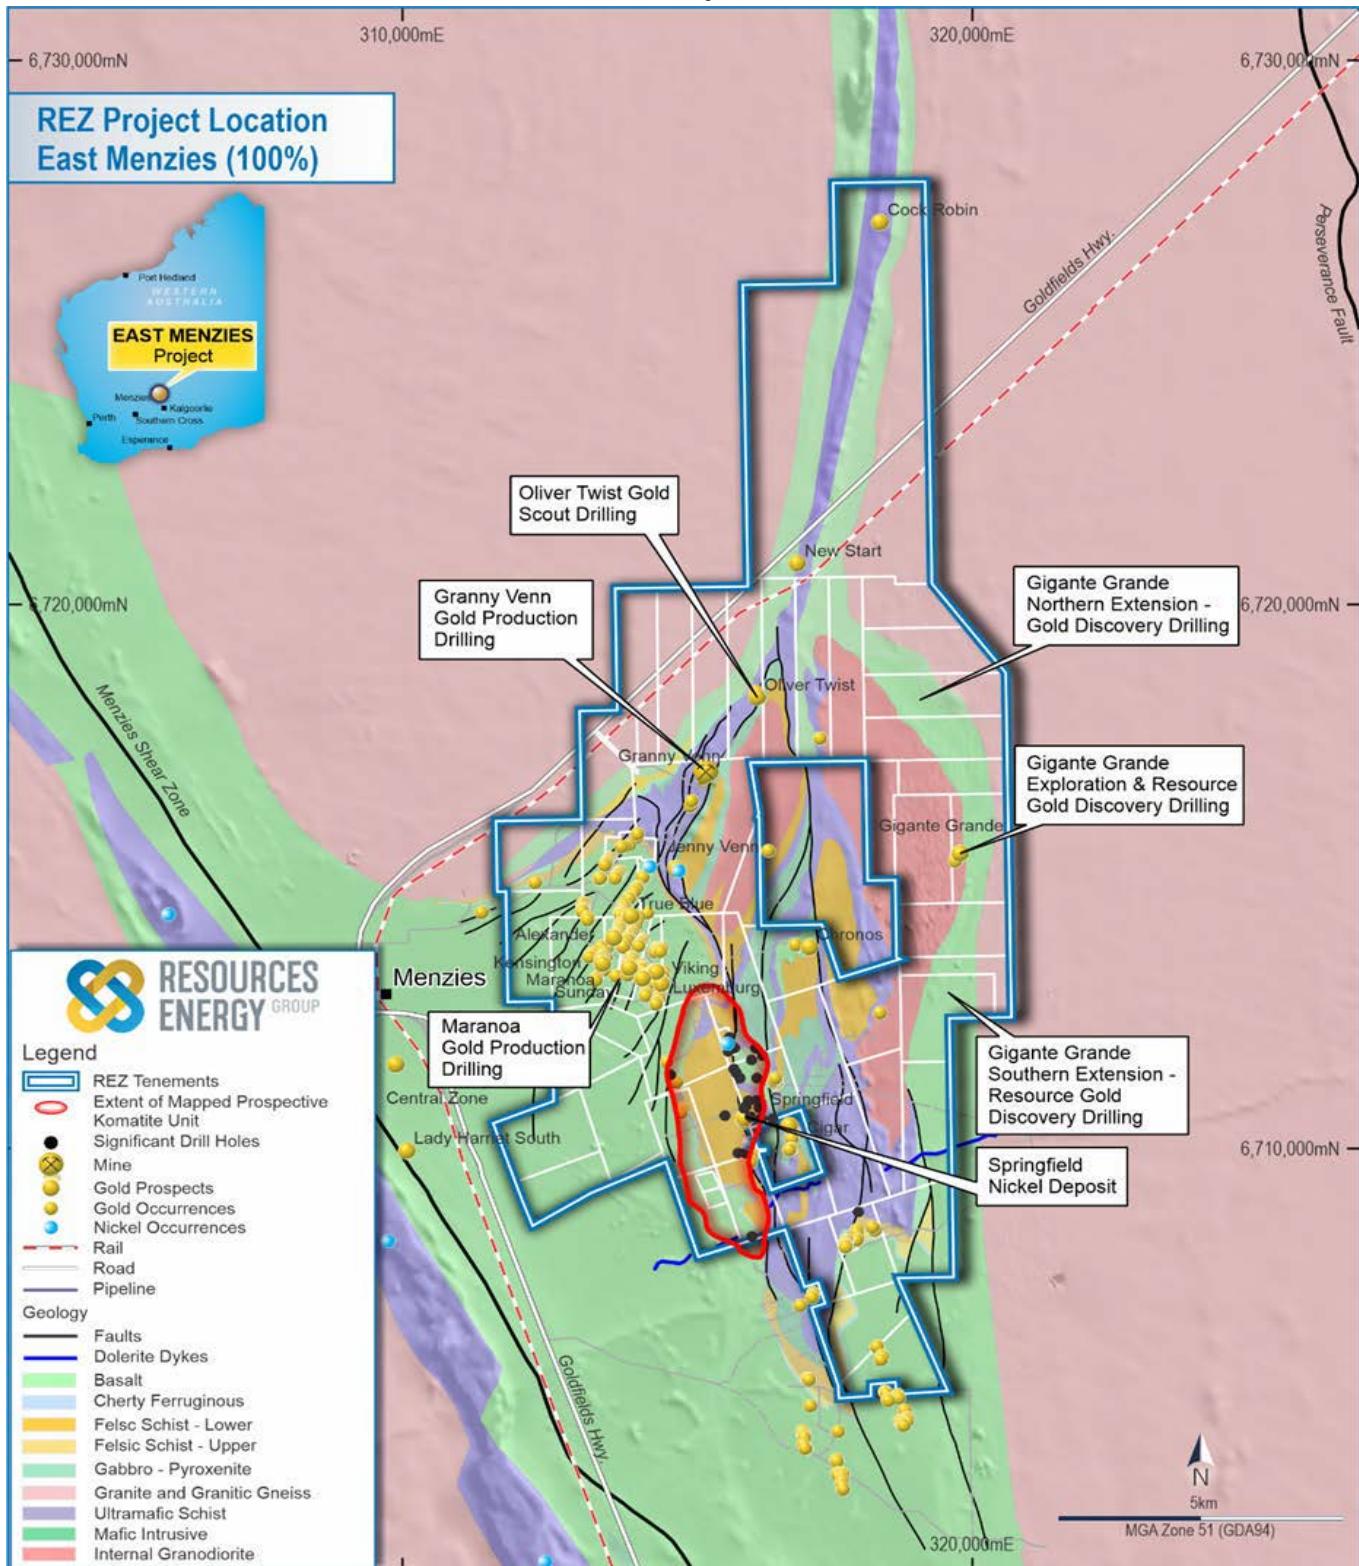 310,000mE
320,000mE
6,730,000mN
6,730,000mN
REZ Project Location
East Menzies (100%)
Port Hedland
WESTERN
AUSTRALIA
EAST MENZIES
Project
Menzies
Kalgoorlie
Perth
Southern Cross
Esperance
Cock Robin
Goldfields Hwy.
Perseverance Fault
Oliver Twist Gold
Scout Drilling
New Start
Granny Venn
Gold Production
Drilling
Gigante Grande
Northern Extension -
Gold Discovery Drilling
6,720,000mN
6,720,000mN
Oliver Twist
Menzies Shear Zone
Granny Venn
Gigante Grande
Exploration & Resource
Gold Discovery Drilling
Gigante Grande
Jenny Venn
True Blue
Alexander
Chronos
Kensington
Viking
Maranoa
Sunday
Luxemburg
Menzies
Maranoa
Gold Production
Drilling
Gigante Grande
Southern Extension -
Resource Gold
Discovery Drilling
Central Zone
Springfield
Cigar
Lady Harriet South
6,710,000mN
Springfield
Nickel Deposit
RESOURCES
ENERGY GROUP
Legend
REZ Tenements
Extent of Mapped Prospective
Komatite Unit
Significant Drill Holes
Mine
Gold Prospects
Gold Occurrences
Nickel Occurrences
Rail
Road
Pipeline
Geology
Faults
Dolerite Dykes
Basalt
Cherty Ferruginous
Felsc Schist - Lower
Felsic Schist - Upper
Gabbro - Pyroxenite
Granite and Granitic Gneiss
Ultramafic Schist
Mafic Intrusive
Internal Granodiorite
Goldfields Hwy.
N
5km
MGA Zone 51 (GDA94)
320,000mE